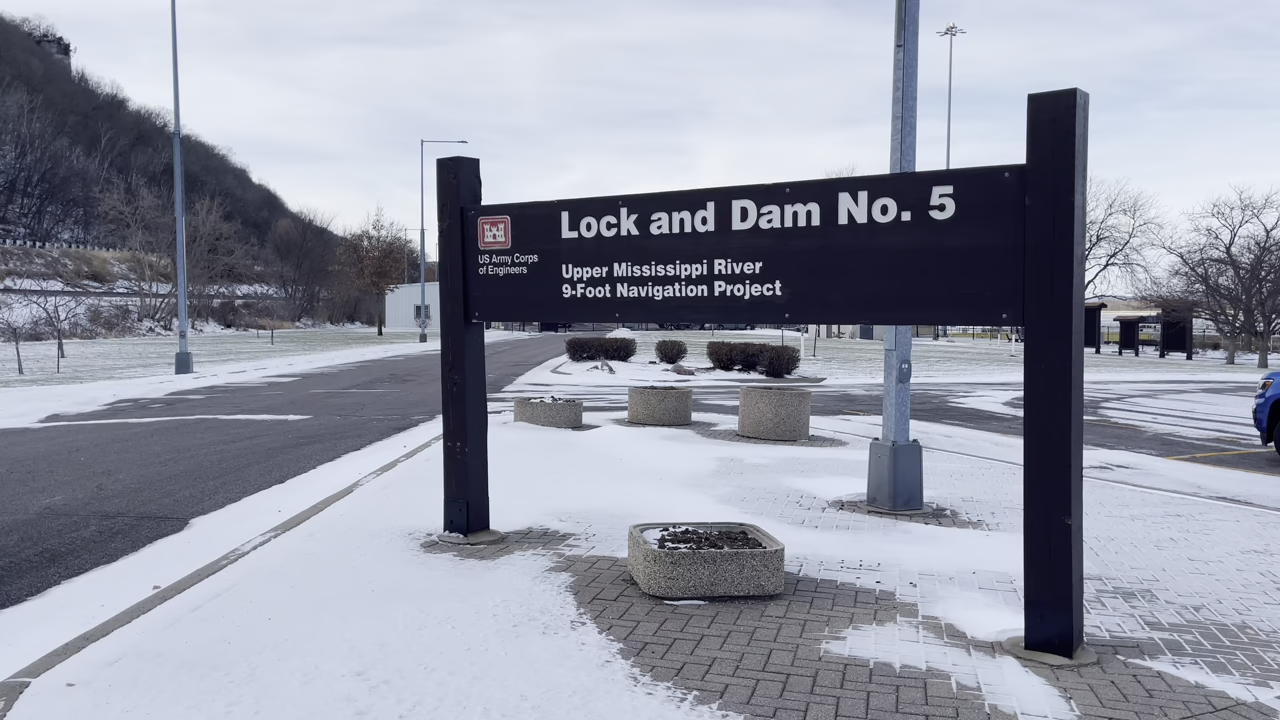 Lock and Dam No. 5
US Army Corps
of Engineers
Upper Mississippi River
9-Foot Navigation Project